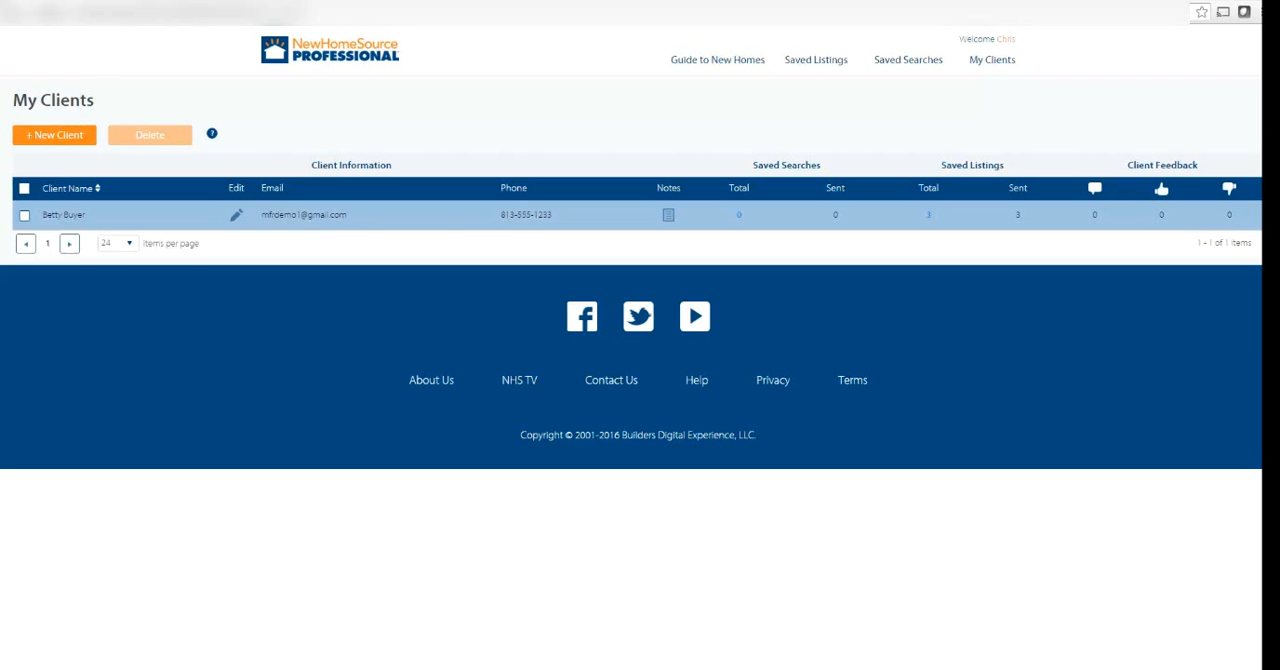 Welcome Chris
NewHomeSource
PROFESSIONAL
Guide to New Homes Saved Listings Saved Searches My Clients
My Clients
+ New Client Delete ?
Client Information Saved Searches Saved Listings Client Feedback
Client Name Edit Email Phone Notes Total Sent Total Sent
Betty Buyer mfrdemo1@gmail.com 813-555-1233 0 0 3 3 0 0 0
1 24 items per page 1 - 1 of 1 items
About Us NHS TV Contact Us Help Privacy Terms
Copyright © 2001-2016 Builders Digital Experience, LLC.